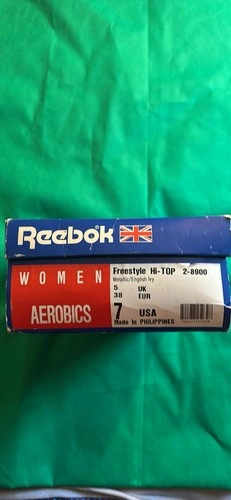 Reebok
WOMEN
AEROBICS
Freestyle Hi-TOP 2-8900
Metallic/English Ivy
5 UK
38 EUR
7 USA
Made in PHILIPPINES